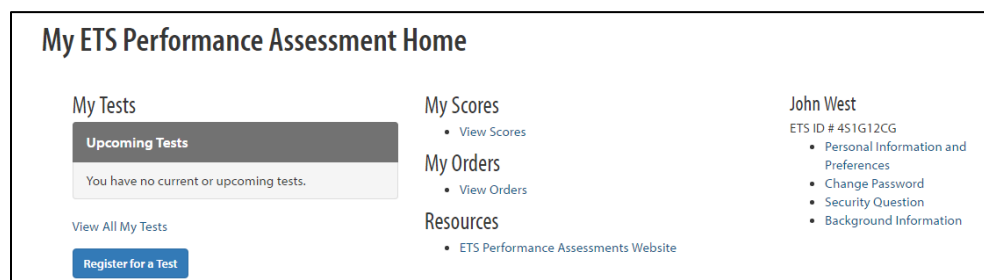 My ETS Performance Assessment Home
My Tests
Upcoming Tests
You have no current or upcoming tests.
View All My Tests
Register for a Test
My Scores
View Scores
My Orders
View Orders
Resources
ETS Performance Assessments Website
John West
ETS ID # 4S1G12CG
Personal Information and
Preferences
Change Password
Security Question
Background Information